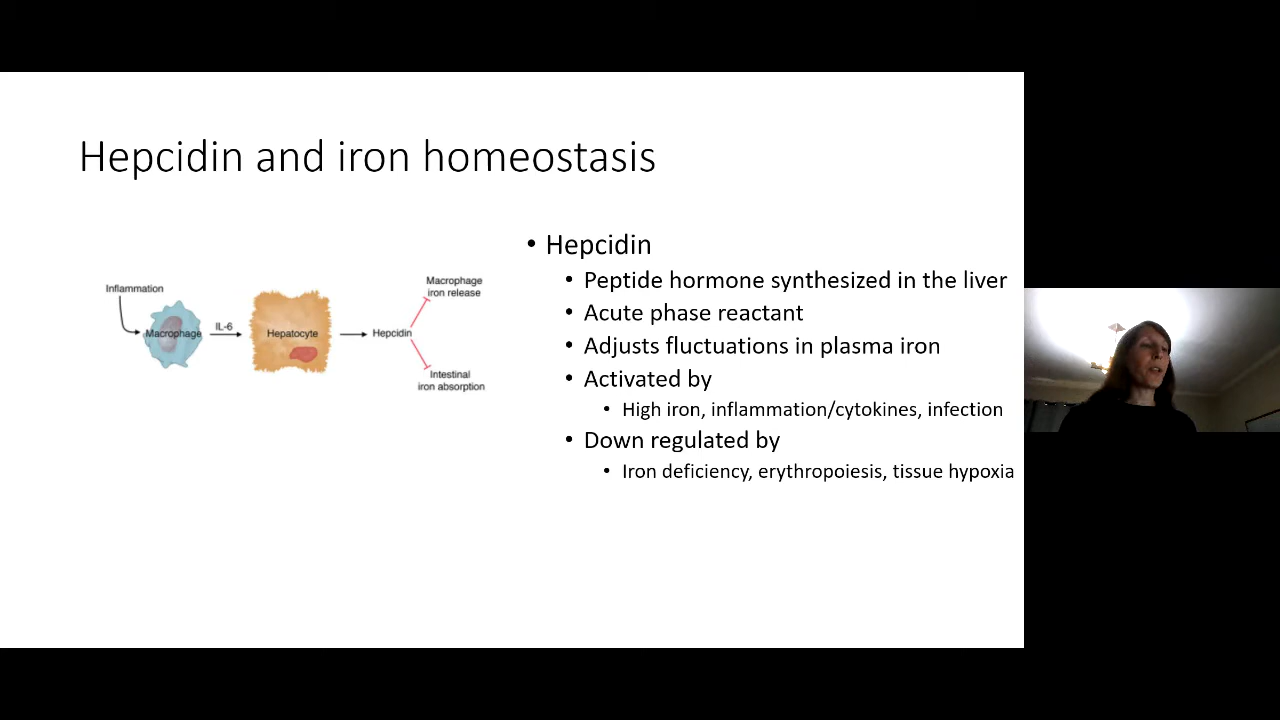 Hepcidin and iron homeostasis
Inflammation
Macrophage
IL-6
Hepatocyte
Hepcidin
Macrophage
iron release
Intestinal
iron absorption
• Hepcidin
• Peptide hormone synthesized in the liver
• Acute phase reactant
• Adjusts fluctuations in plasma iron
• Activated by
• High iron, inflammation/cytokines, infection
• Down regulated by
• Iron deficiency, erythropoiesis, tissue hypoxia